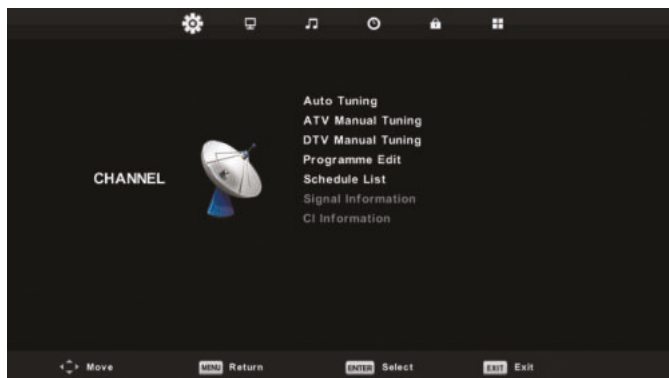 Auto Tuning
ATV Manual Tuning
DTV Manual Tuning
Programme Edit
CHANNEL
Schedule List
Signal Information
CI Information
Move MENU Return ENTER Select EXIT Exit